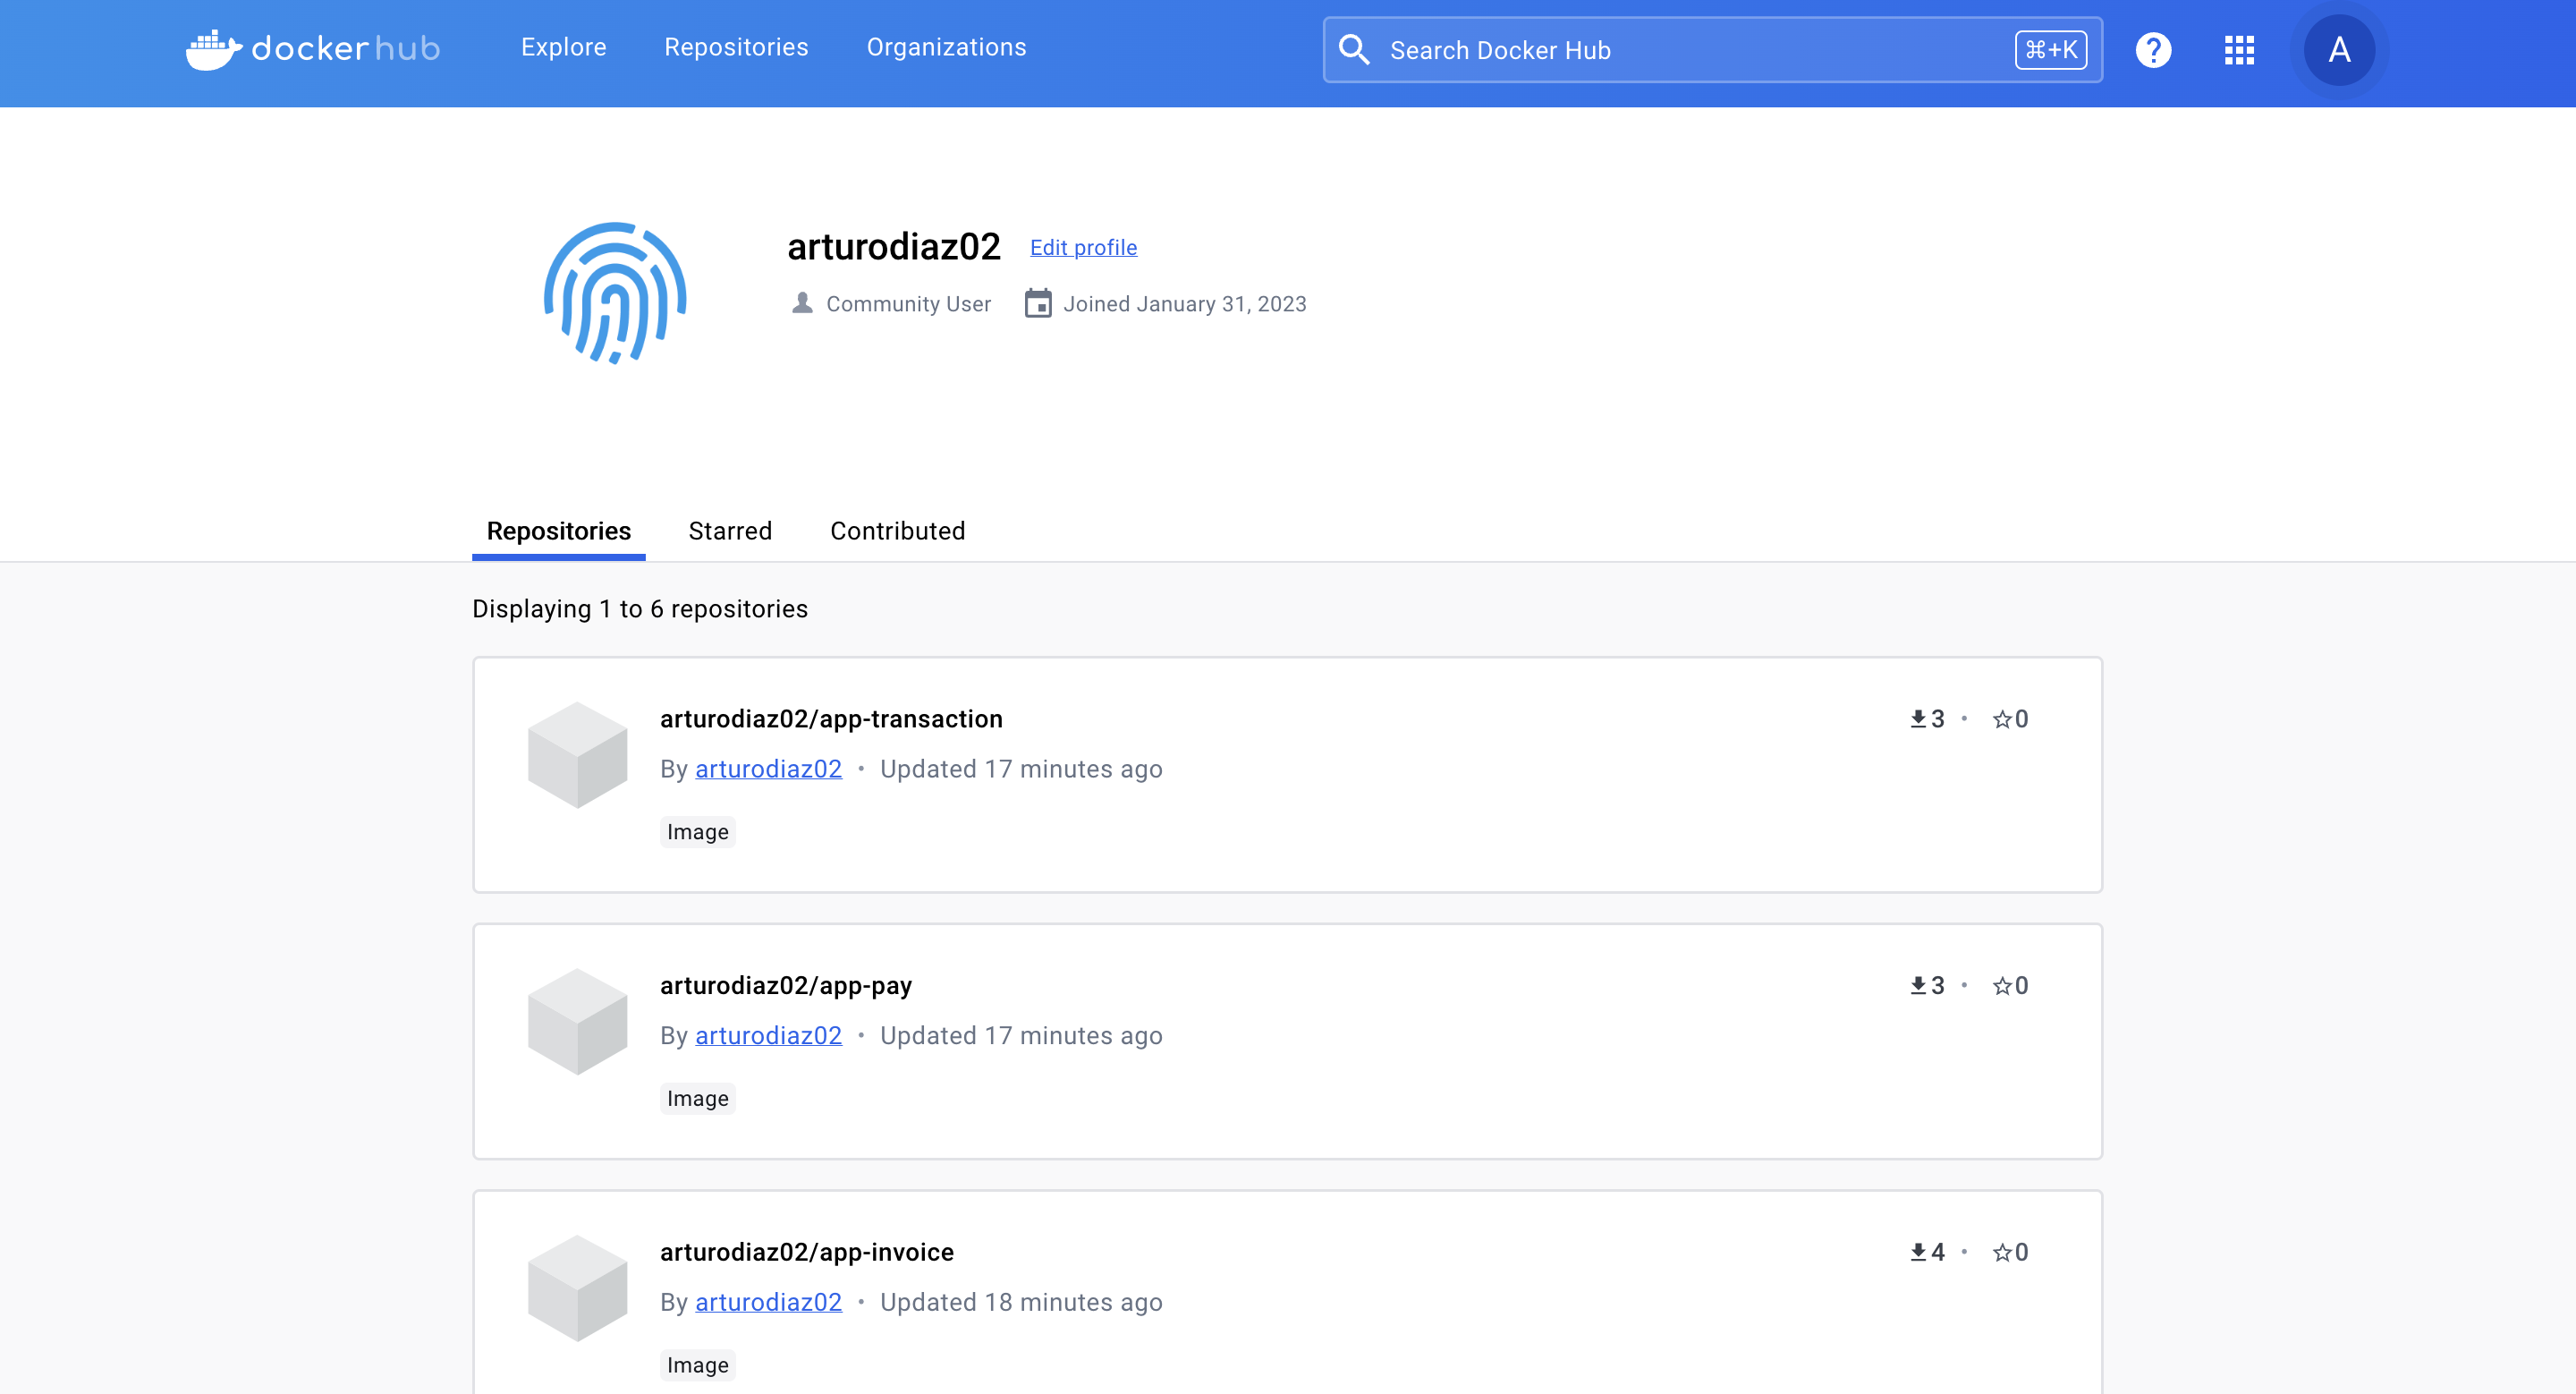 docker hub Explore Repositories Organizations Search Docker Hub ⌘+K ? A
arturodiaz02 Edit profile
Community User Joined January 31, 2023
Repositories Starred Contributed
Displaying 1 to 6 repositories
arturodiaz02/app-transaction 3 • 0
By arturodiaz02 • Updated 17 minutes ago
Image
arturodiaz02/app-pay 3 • 0
By arturodiaz02 • Updated 17 minutes ago
Image
arturodiaz02/app-invoice 4 • 0
By arturodiaz02 • Updated 18 minutes ago
Image